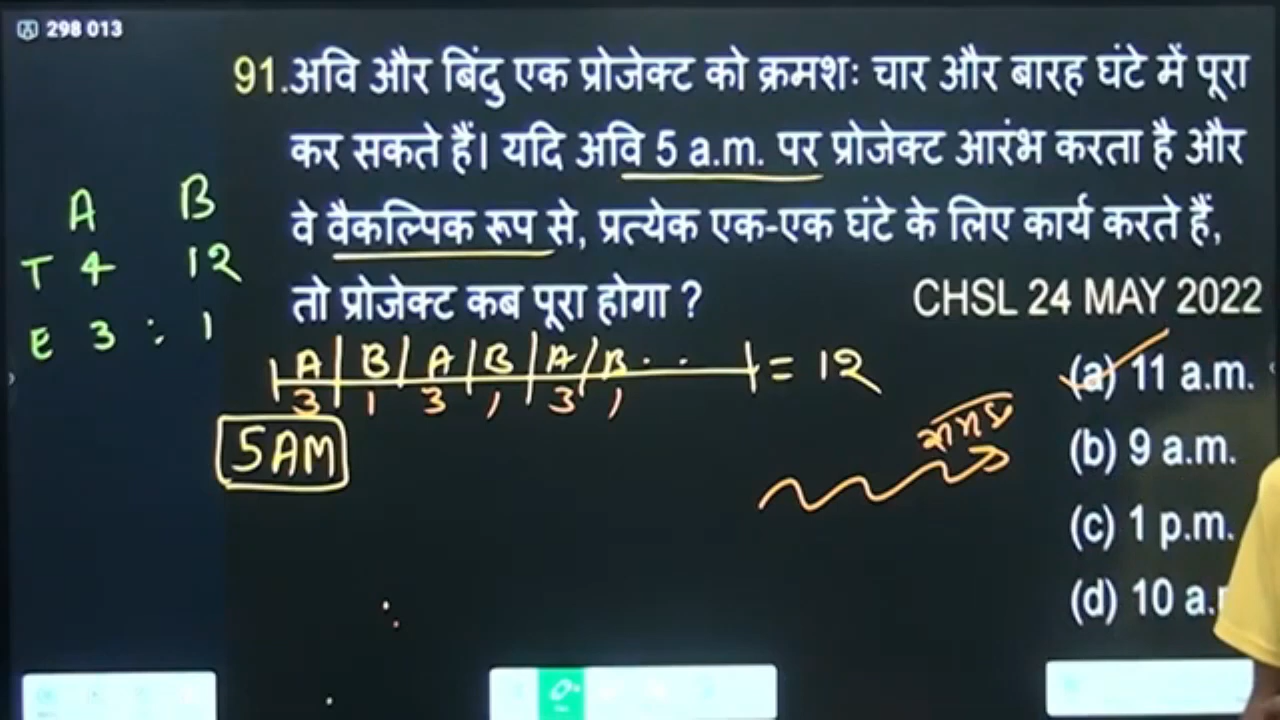 298 013
91.अवि और बिंदु एक प्रोजेक्ट को क्रमशः चार और बारह घंटे में पूरा
कर सकते हैं। यदि अवि 5 a.m. पर प्रोजेक्ट आरंभ करता है और
वे वैकल्पिक रूप से, प्रत्येक एक-एक घंटे के लिए कार्य करते हैं,
तो प्रोजेक्ट कब पूरा होगा ?
CHSL 24 MAY 2022
A B
T 4 12
E 3 : 1
A B A B A B . . = 12
3 1 3 1 3 1
5AM
(a) 11 a.m.
(b) 9 a.m.
(c) 1 p.m.
(d) 10 a.